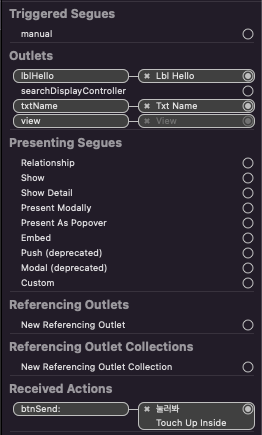 Triggered Segues
manual
Outlets
lblHello × Lbl Hello
searchDisplayController
txtName × Txt Name
view × View
Presenting Segues
Relationship
Show
Show Detail
Present Modally
Present As Popover
Embed
Push (deprecated)
Modal (deprecated)
Custom
Referencing Outlets
New Referencing Outlet
Referencing Outlet Collections
New Referencing Outlet Collection
Received Actions
btnSend: × 눌러봐
Touch Up Inside